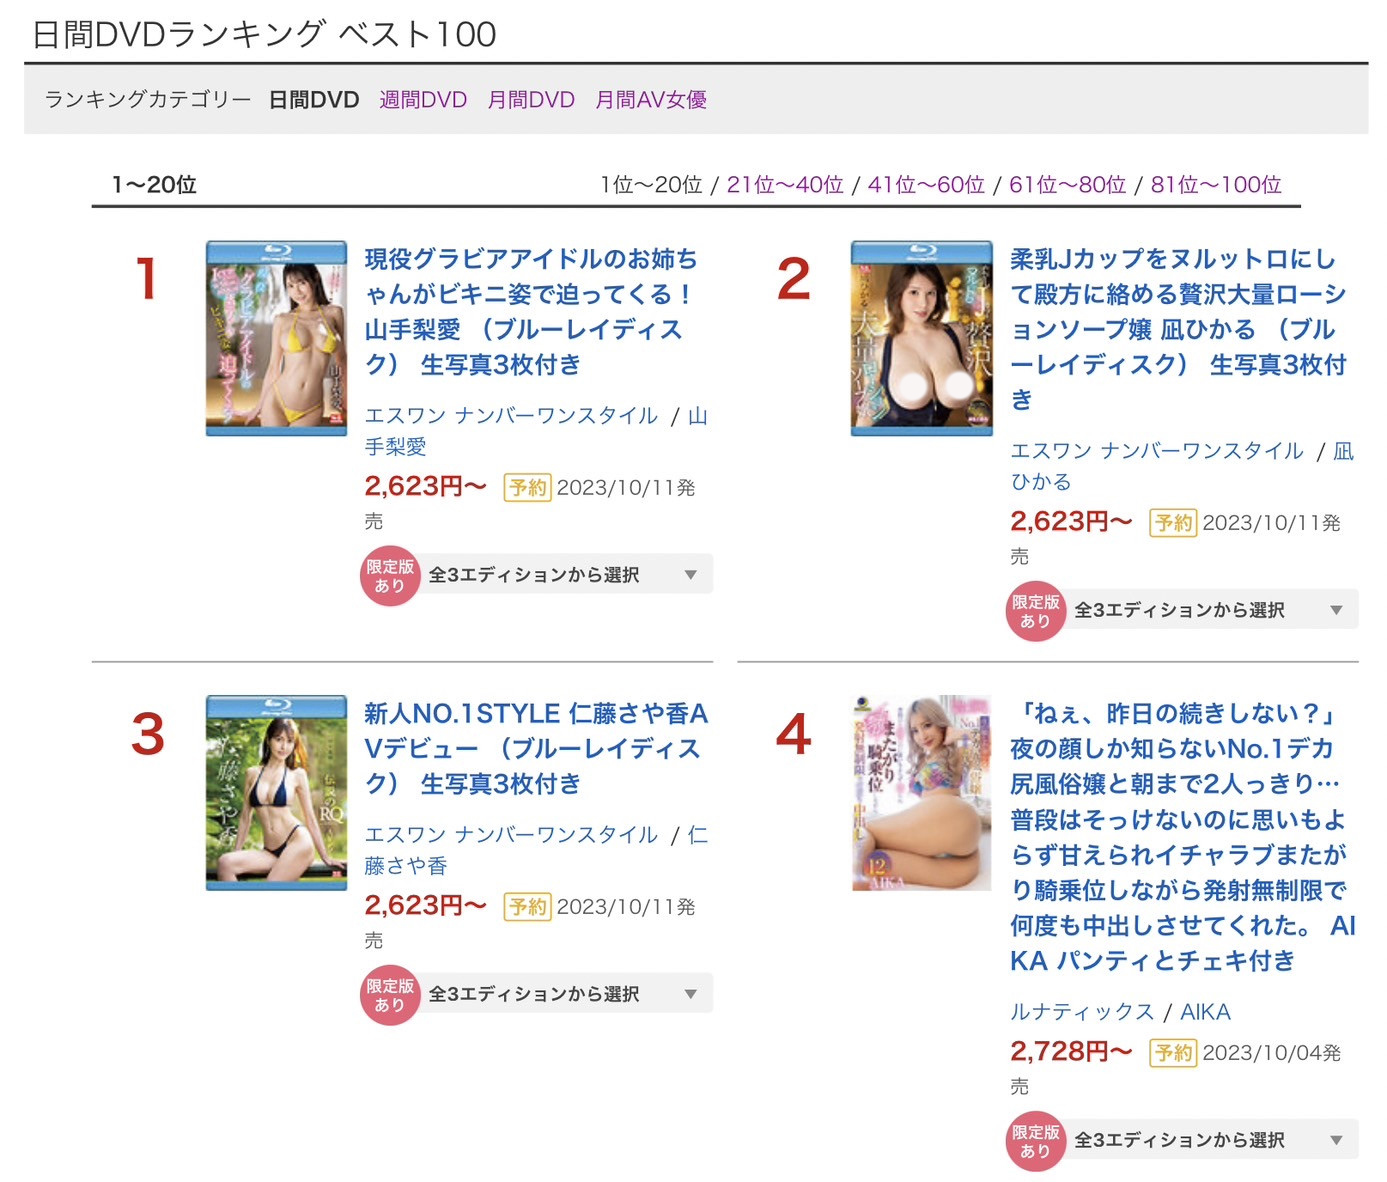 日間DVDランキング ベスト100
ランキングカテゴリー 日間DVD 週間DVD 月間DVD 月間AV女優
1〜20位
1位〜20位 / 21位〜40位 / 41位〜60位 / 61位〜80位 / 81位〜100位
1
現役グラビアアイドルのお姉ち
ゃんがビキニ姿で迫ってくる！
山手梨愛 （ブルーレイディス
ク） 生写真3枚付き
エスワン ナンバーワンスタイル / 山
手梨愛
2,623円〜 予約 2023/10/11発
売
限定版
あり
全3エディションから選択 ▼
2
柔乳Jカップをヌルットロにし
て殿方に絡める贅沢大量ローシ
ョンソープ嬢 凪ひかる （ブル
ーレイディスク） 生写真3枚付
き
エスワン ナンバーワンスタイル / 凪
ひかる
2,623円〜 予約 2023/10/11発
売
限定版
あり
全3エディションから選択 ▼
3
新人NO.1STYLE 仁藤さや香A
Vデビュー （ブルーレイディス
ク） 生写真3枚付き
エスワン ナンバーワンスタイル / 仁
藤さや香
2,623円〜 予約 2023/10/11発
売
限定版
あり
全3エディションから選択 ▼
4
またがり
騎乗位
中出し
12
AIKA
「ねぇ、昨日の続きしない？」
夜の顔しか知らないNo.1デカ
尻風俗嬢と朝まで2人っきり…
普段はそっけないのに思いもよ
らず甘えられイチャラブまたが
り騎乗位しながら発射無制限で
何度も中出しさせてくれた。 AI
KA パンティとチェキ付き
ルナティックス / AIKA
2,728円〜 予約 2023/10/04発
売
限定版
あり
全3エディションから選択 ▼